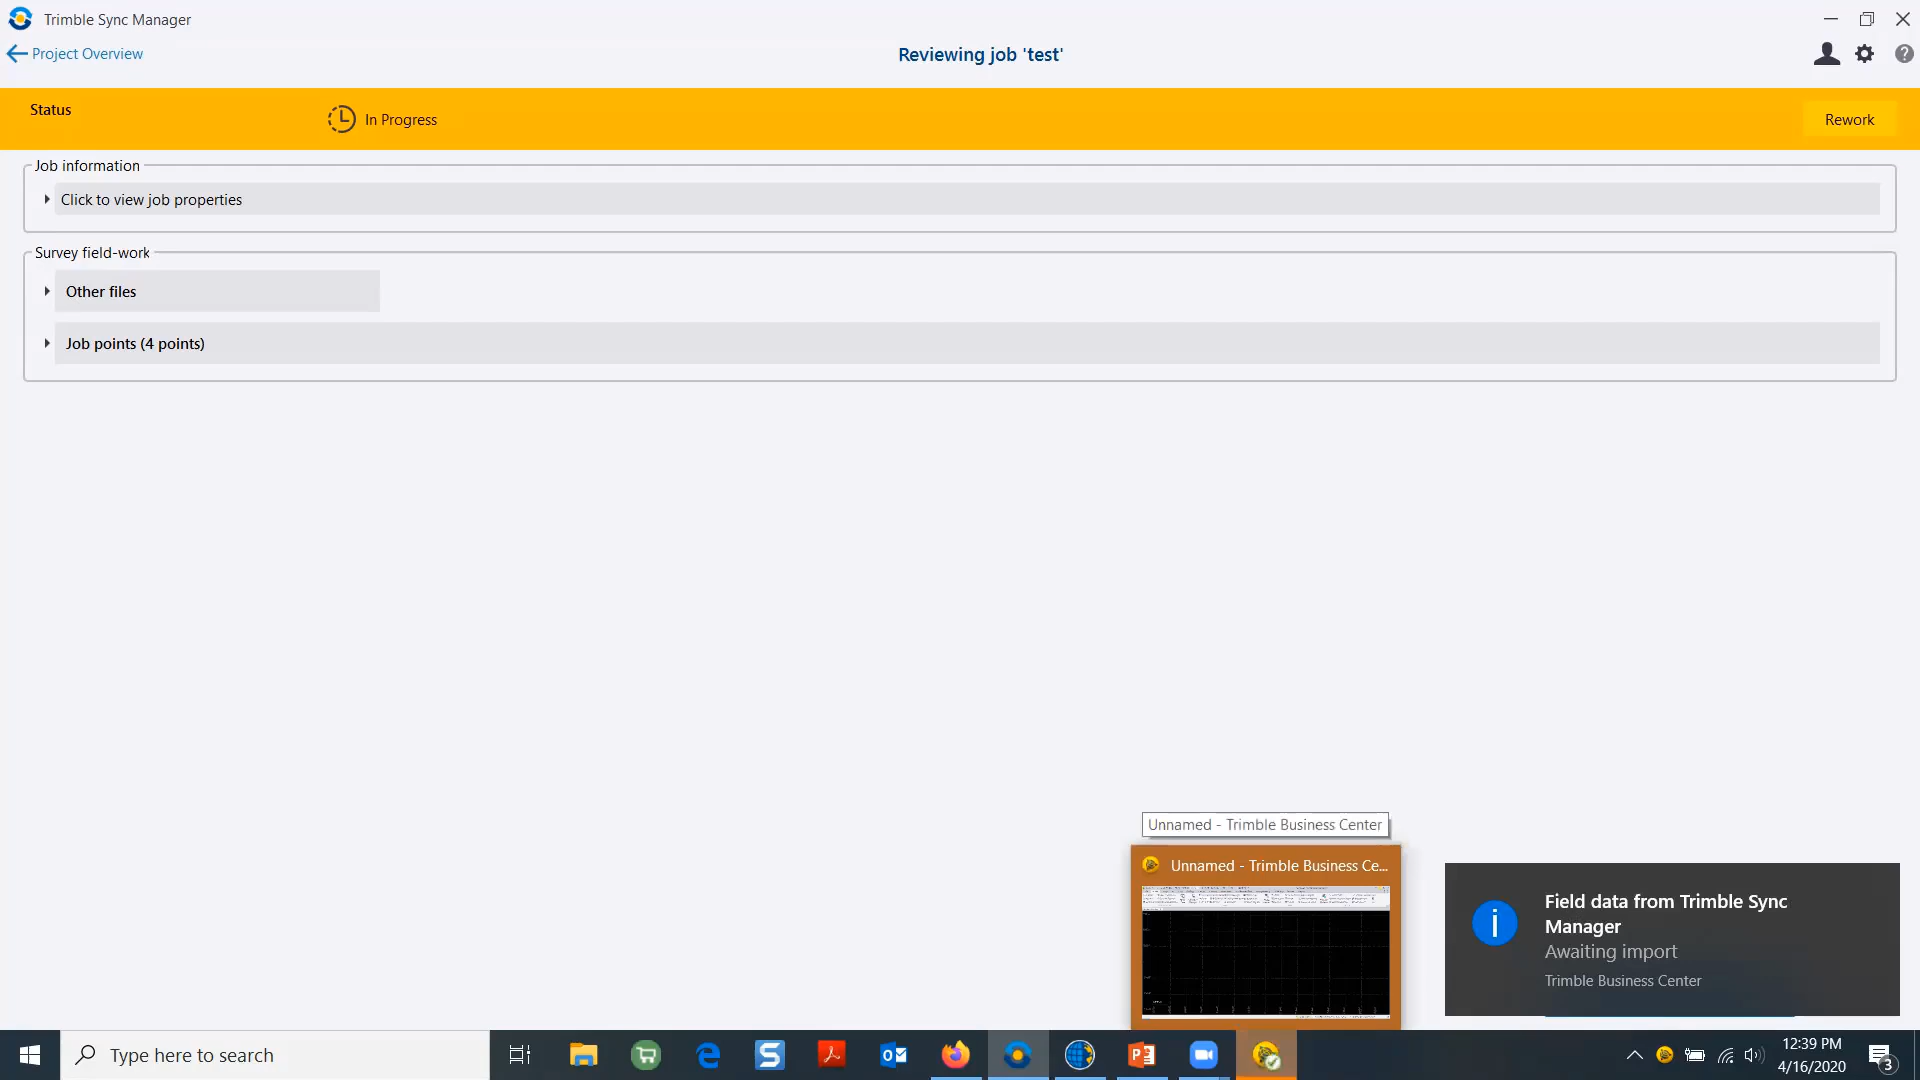 Trimble Sync Manager
Project Overview
Reviewing job 'test'
Status
In Progress
Rework
Job information
Click to view job properties
Survey field-work
Other files
Job points (4 points)
Unnamed - Trimble Business Center
Unnamed - Trimble Business Ce...
Field data from Trimble Sync
Manager
Awaiting import
Trimble Business Center
Type here to search
12:39 PM
4/16/2020
3